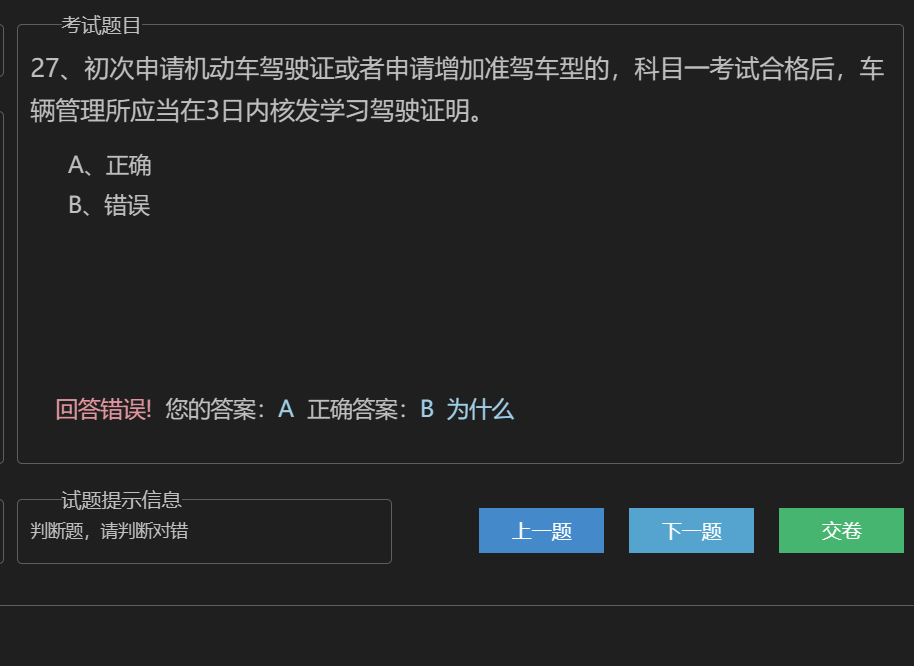 考试题目
27、初次申请机动车驾驶证或者申请增加准驾车型的，科目一考试合格后，车
辆管理所应当在3日内核发学习驾驶证明。
A、正确
B、错误
回答错误! 您的答案：A 正确答案：B 为什么
试题提示信息
判断题，请判断对错
上一题 下一题 交卷